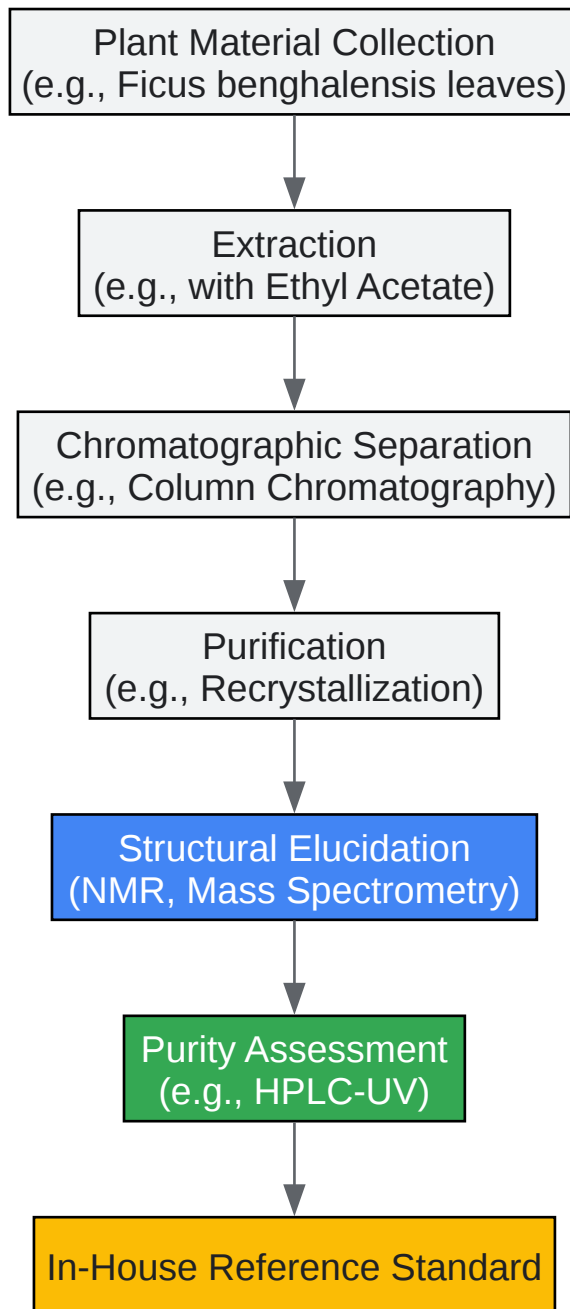 Plant Material Collection
(e.g., Ficus benghalensis leaves)
Extraction
(e.g., with Ethyl Acetate)
Chromatographic Separation
(e.g., Column Chromatography)
Purification
(e.g., Recrystallization)
Structural Elucidation
(NMR, Mass Spectrometry)
Purity Assessment
(e.g., HPLC-UV)
In-House Reference Standard